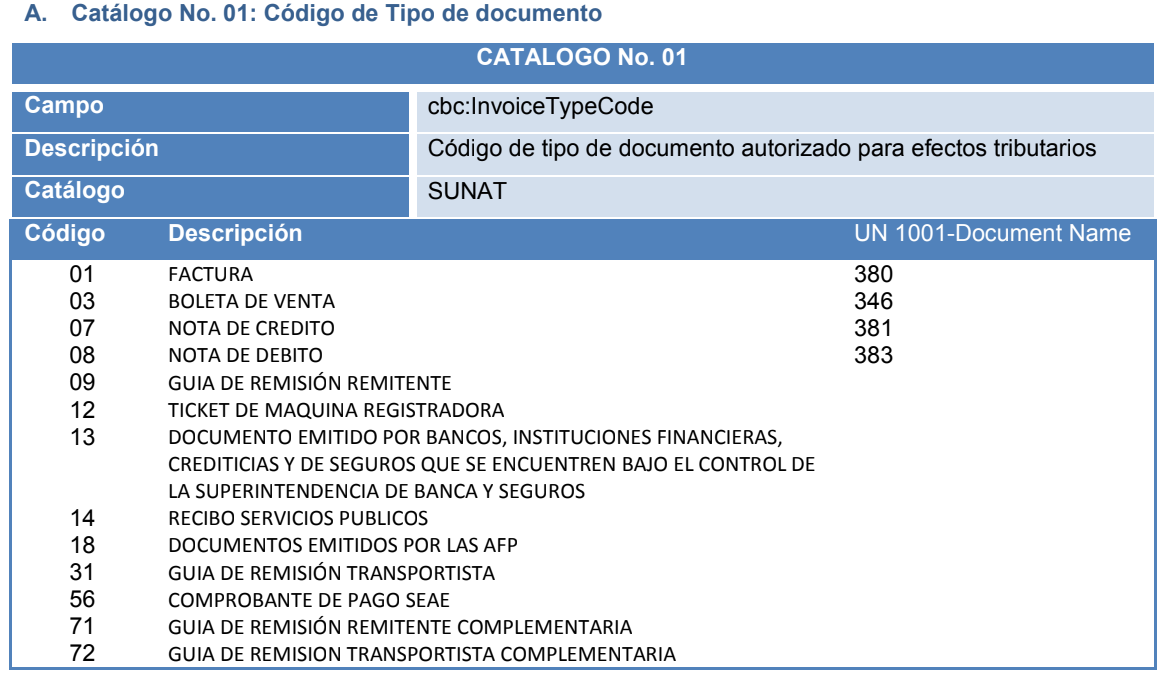 A. Catálogo No. 01: Código de Tipo de documento
CATALOGO No. 01
Campo cbc:InvoiceTypeCode
Descripción Código de tipo de documento autorizado para efectos tributarios
Catálogo SUNAT
Código Descripción UN 1001-Document Name
01 FACTURA 380
03 BOLETA DE VENTA 346
07 NOTA DE CREDITO 381
08 NOTA DE DEBITO 383
09 GUIA DE REMISIÓN REMITENTE
12 TICKET DE MAQUINA REGISTRADORA
13 DOCUMENTO EMITIDO POR BANCOS, INSTITUCIONES FINANCIERAS,
CREDITICIAS Y DE SEGUROS QUE SE ENCUENTREN BAJO EL CONTROL DE
LA SUPERINTENDENCIA DE BANCA Y SEGUROS
14 RECIBO SERVICIOS PUBLICOS
18 DOCUMENTOS EMITIDOS POR LAS AFP
31 GUIA DE REMISIÓN TRANSPORTISTA
56 COMPROBANTE DE PAGO SEAE
71 GUIA DE REMISIÓN REMITENTE COMPLEMENTARIA
72 GUIA DE REMISION TRANSPORTISTA COMPLEMENTARIA